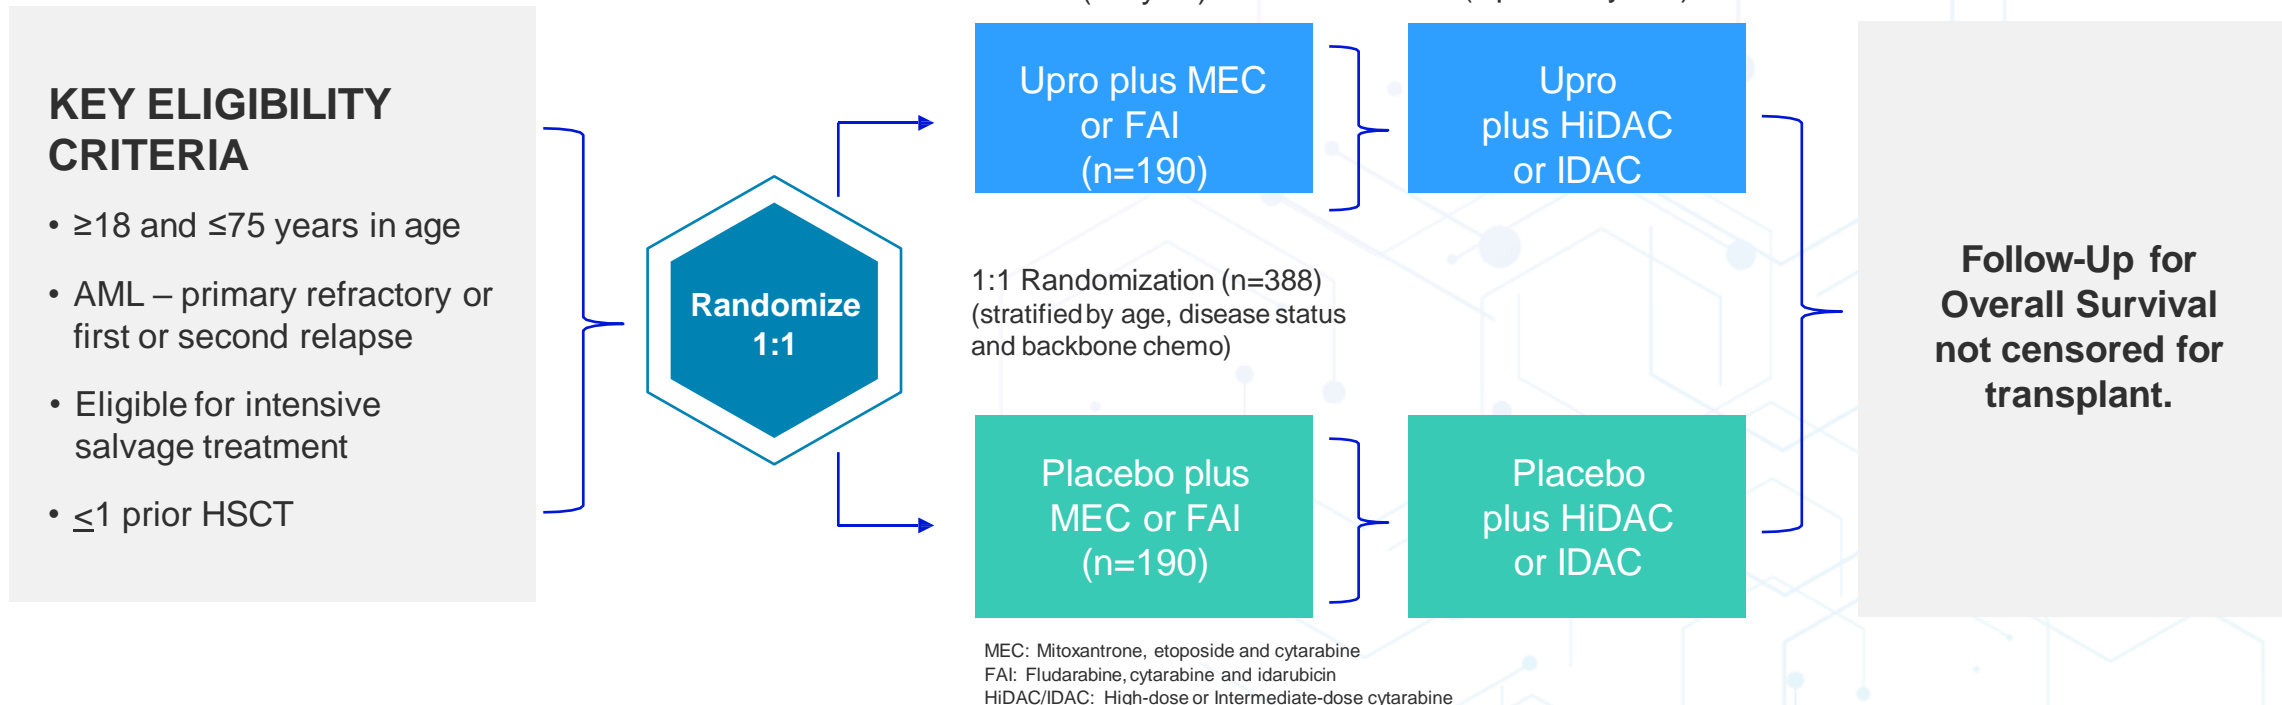 KEY ELIGIBILITY
CRITERIA
• ≥18 and ≤75 years in age
• AML – primary refractory or
first or second relapse
• Eligible for intensive
salvage treatment
• <1 prior HSCT
Randomize
1:1
Upro plus MEC
or FAI
(n=190)
Upro
plus HiDAC
or IDAC
1:1 Randomization (n=388)
(stratified by age, disease status
and backbone chemo)
Placebo plus
MEC or FAI
(n=190)
Placebo
plus HiDAC
or IDAC
Follow-Up for
Overall Survival
not censored for
transplant.
MEC: Mitoxantrone, etoposide and cytarabine
FAI: Fludarabine, cytarabine and idarubicin
HiDAC/IDAC: High-dose or Intermediate-dose cytarabine